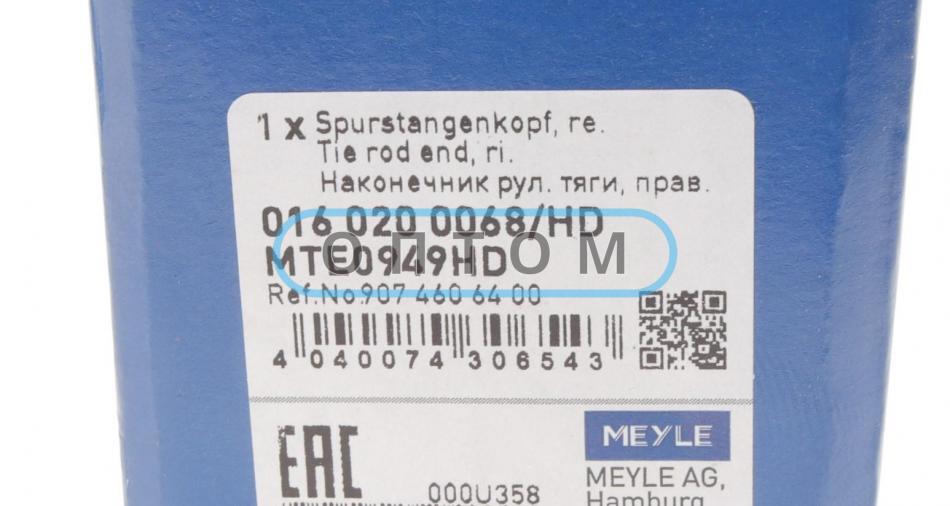 1 x Spurstangenkopf, re.
Tie rod end, ri.
Наконечник рул. тяги, прав.
016 020 0068/HD
ОПТОМ
MTE0949HD
Ref.No.907 460 64 00
4 040074 306543
EAC
000U358
MEYLE
MEYLE AG,
Hamburg